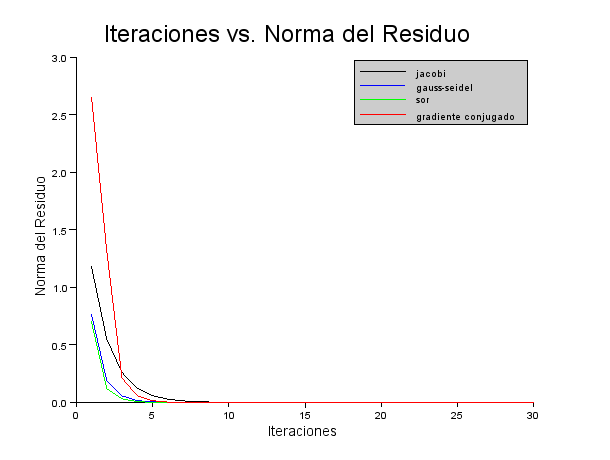 Iteraciones vs. Norma del Residuo
3.0
2.5
2.0
1.5
1.0
0.5
0.0
Norma del Residuo
jacobi
gauss-seidel
sor
gradiente conjugado
0 5 10 15 20 25 30
Iteraciones